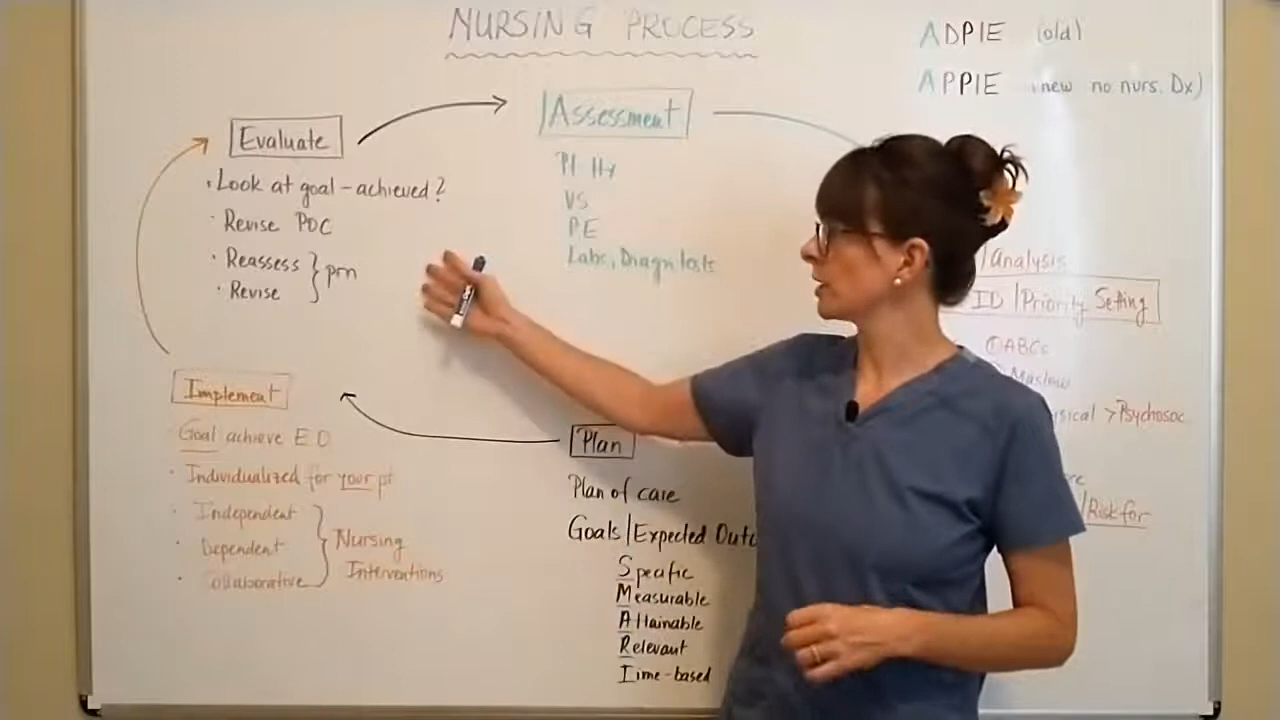 NURSING PROCESS
ADPIE (old)
APPIE (new no nurs. Dx)
Assessment
Pt Hx
VS
PE
Labs, Diagn tests
Evaluate
• Look at goal - achieved?
• Revise POC
• Reassess } prn
• Revise
/Analysis
ID / Priority Setting
① ABCs
Maslow
> Psychosoc
/Risk for
Plan
Plan of care
Goals/Expected
Specific
Measurable
Attainable
Relevant
Time-based
Implement
Goal achieve EO
• Individualized for your pt
• Independent
• Dependent } Nursing Interventions
• Collaborative